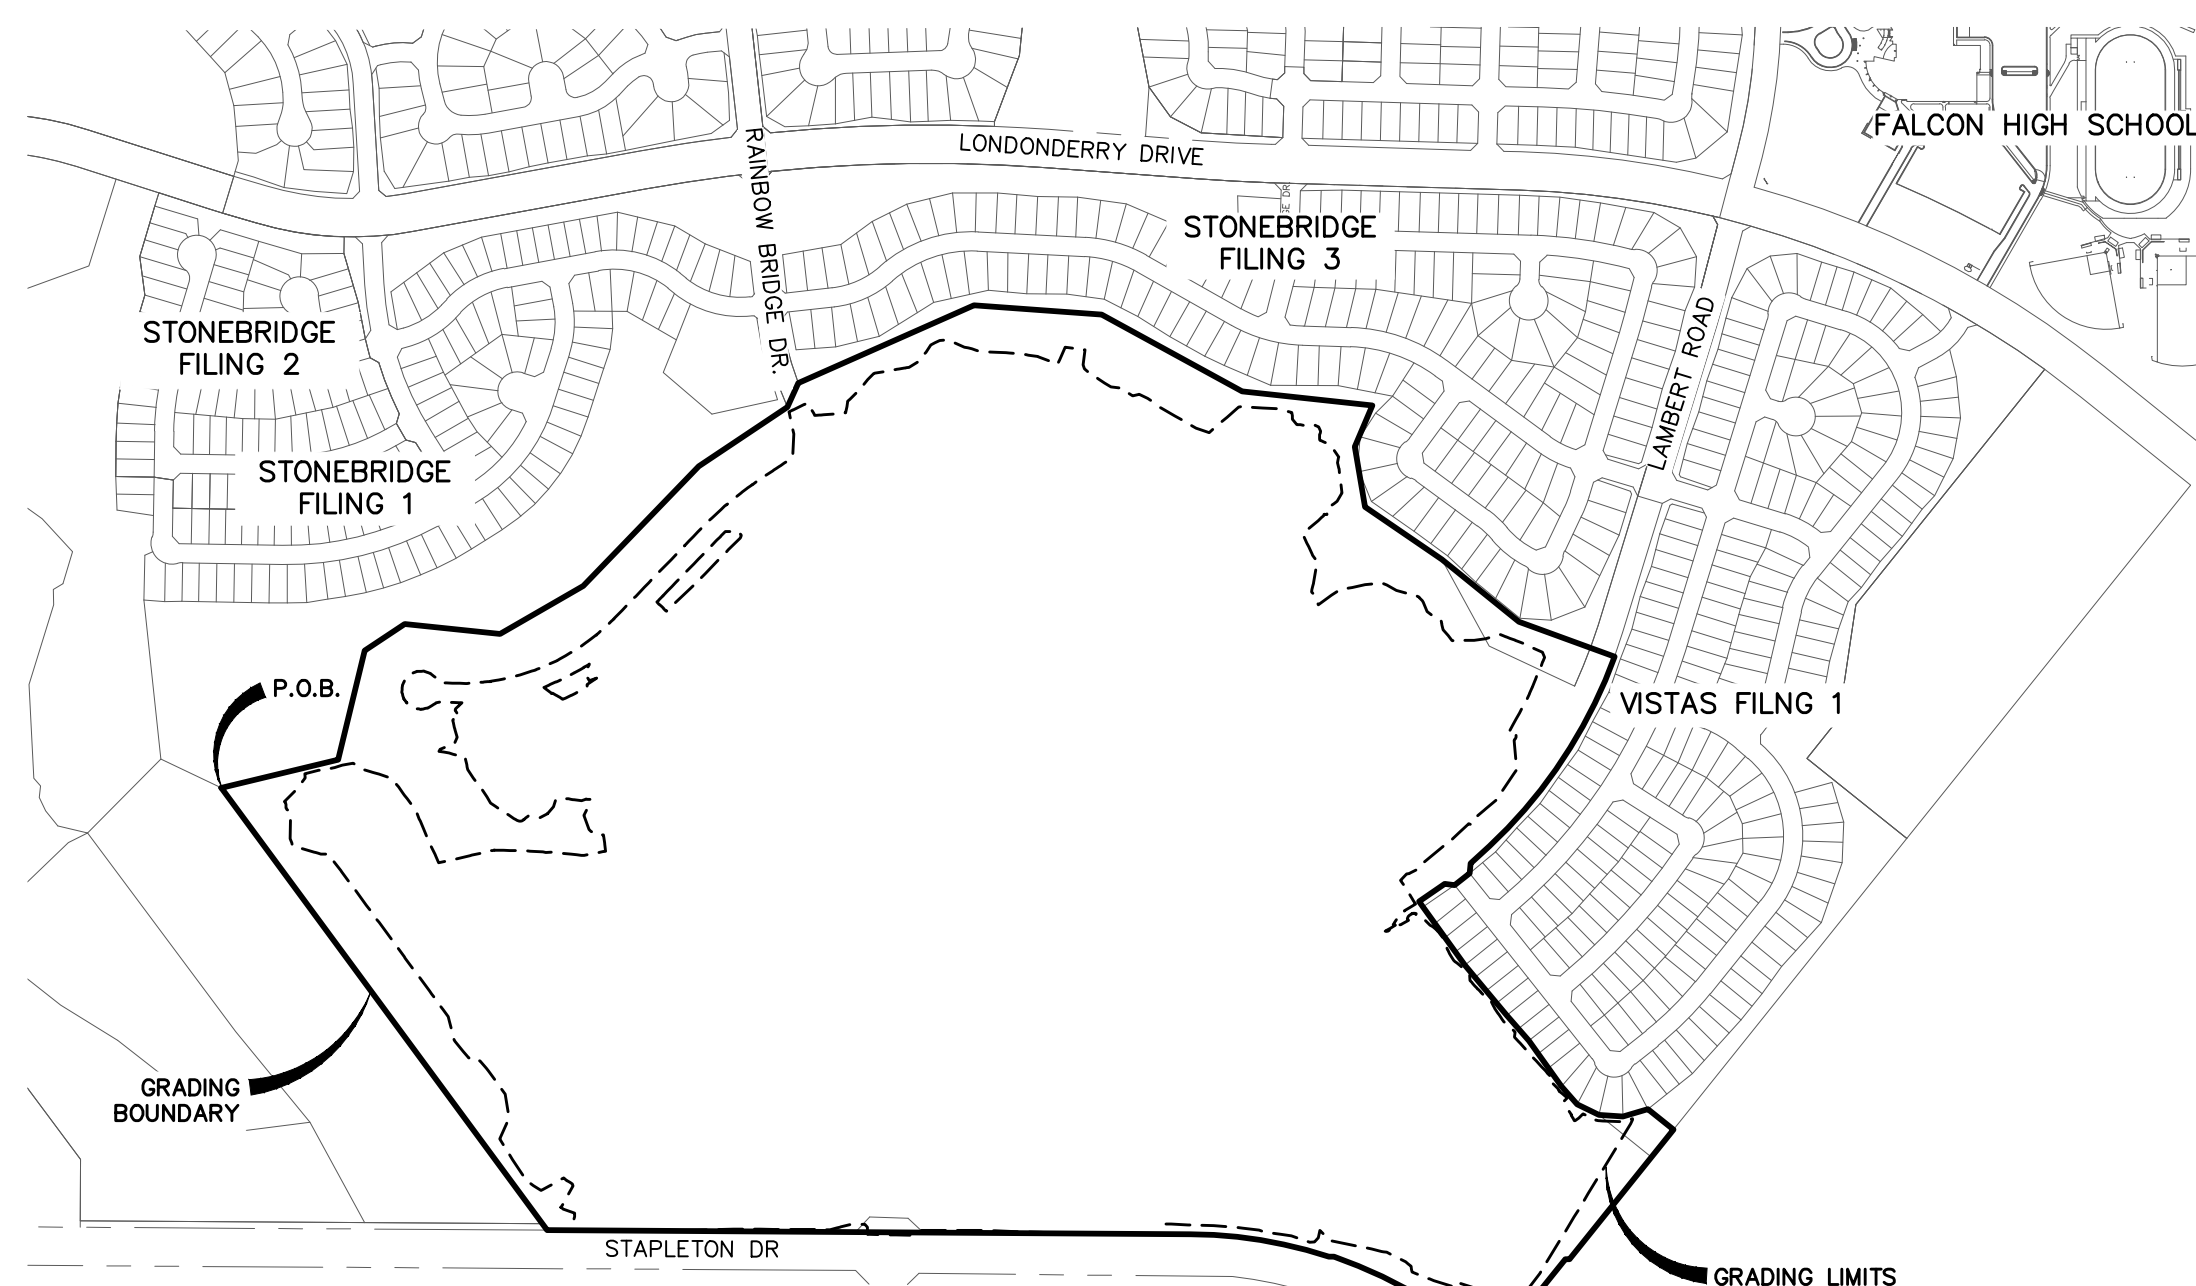 FALCON HIGH SCHOOL
LONDONDERRY DRIVE
RAINBOW BRIDGE DR.
STONEBRIDGE
FILING 3
STONEBRIDGE
FILING 2
LAMBERT ROAD
STONEBRIDGE
FILING 1
P.O.B.
VISTAS FILNG 1
GRADING
BOUNDARY
STAPLETON DR
GRADING LIMITS